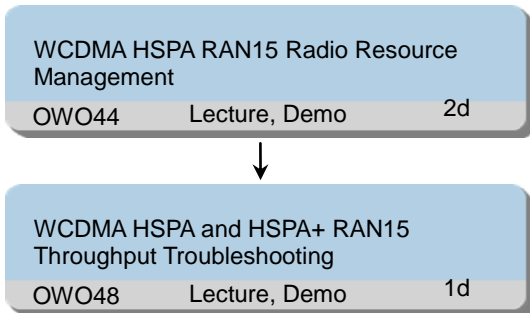 WCDMA HSPA RAN15 Radio Resource
Management
OWO44 Lecture, Demo 2d
WCDMA HSPA and HSPA+ RAN15
Throughput Troubleshooting
OWO48 Lecture, Demo 1d